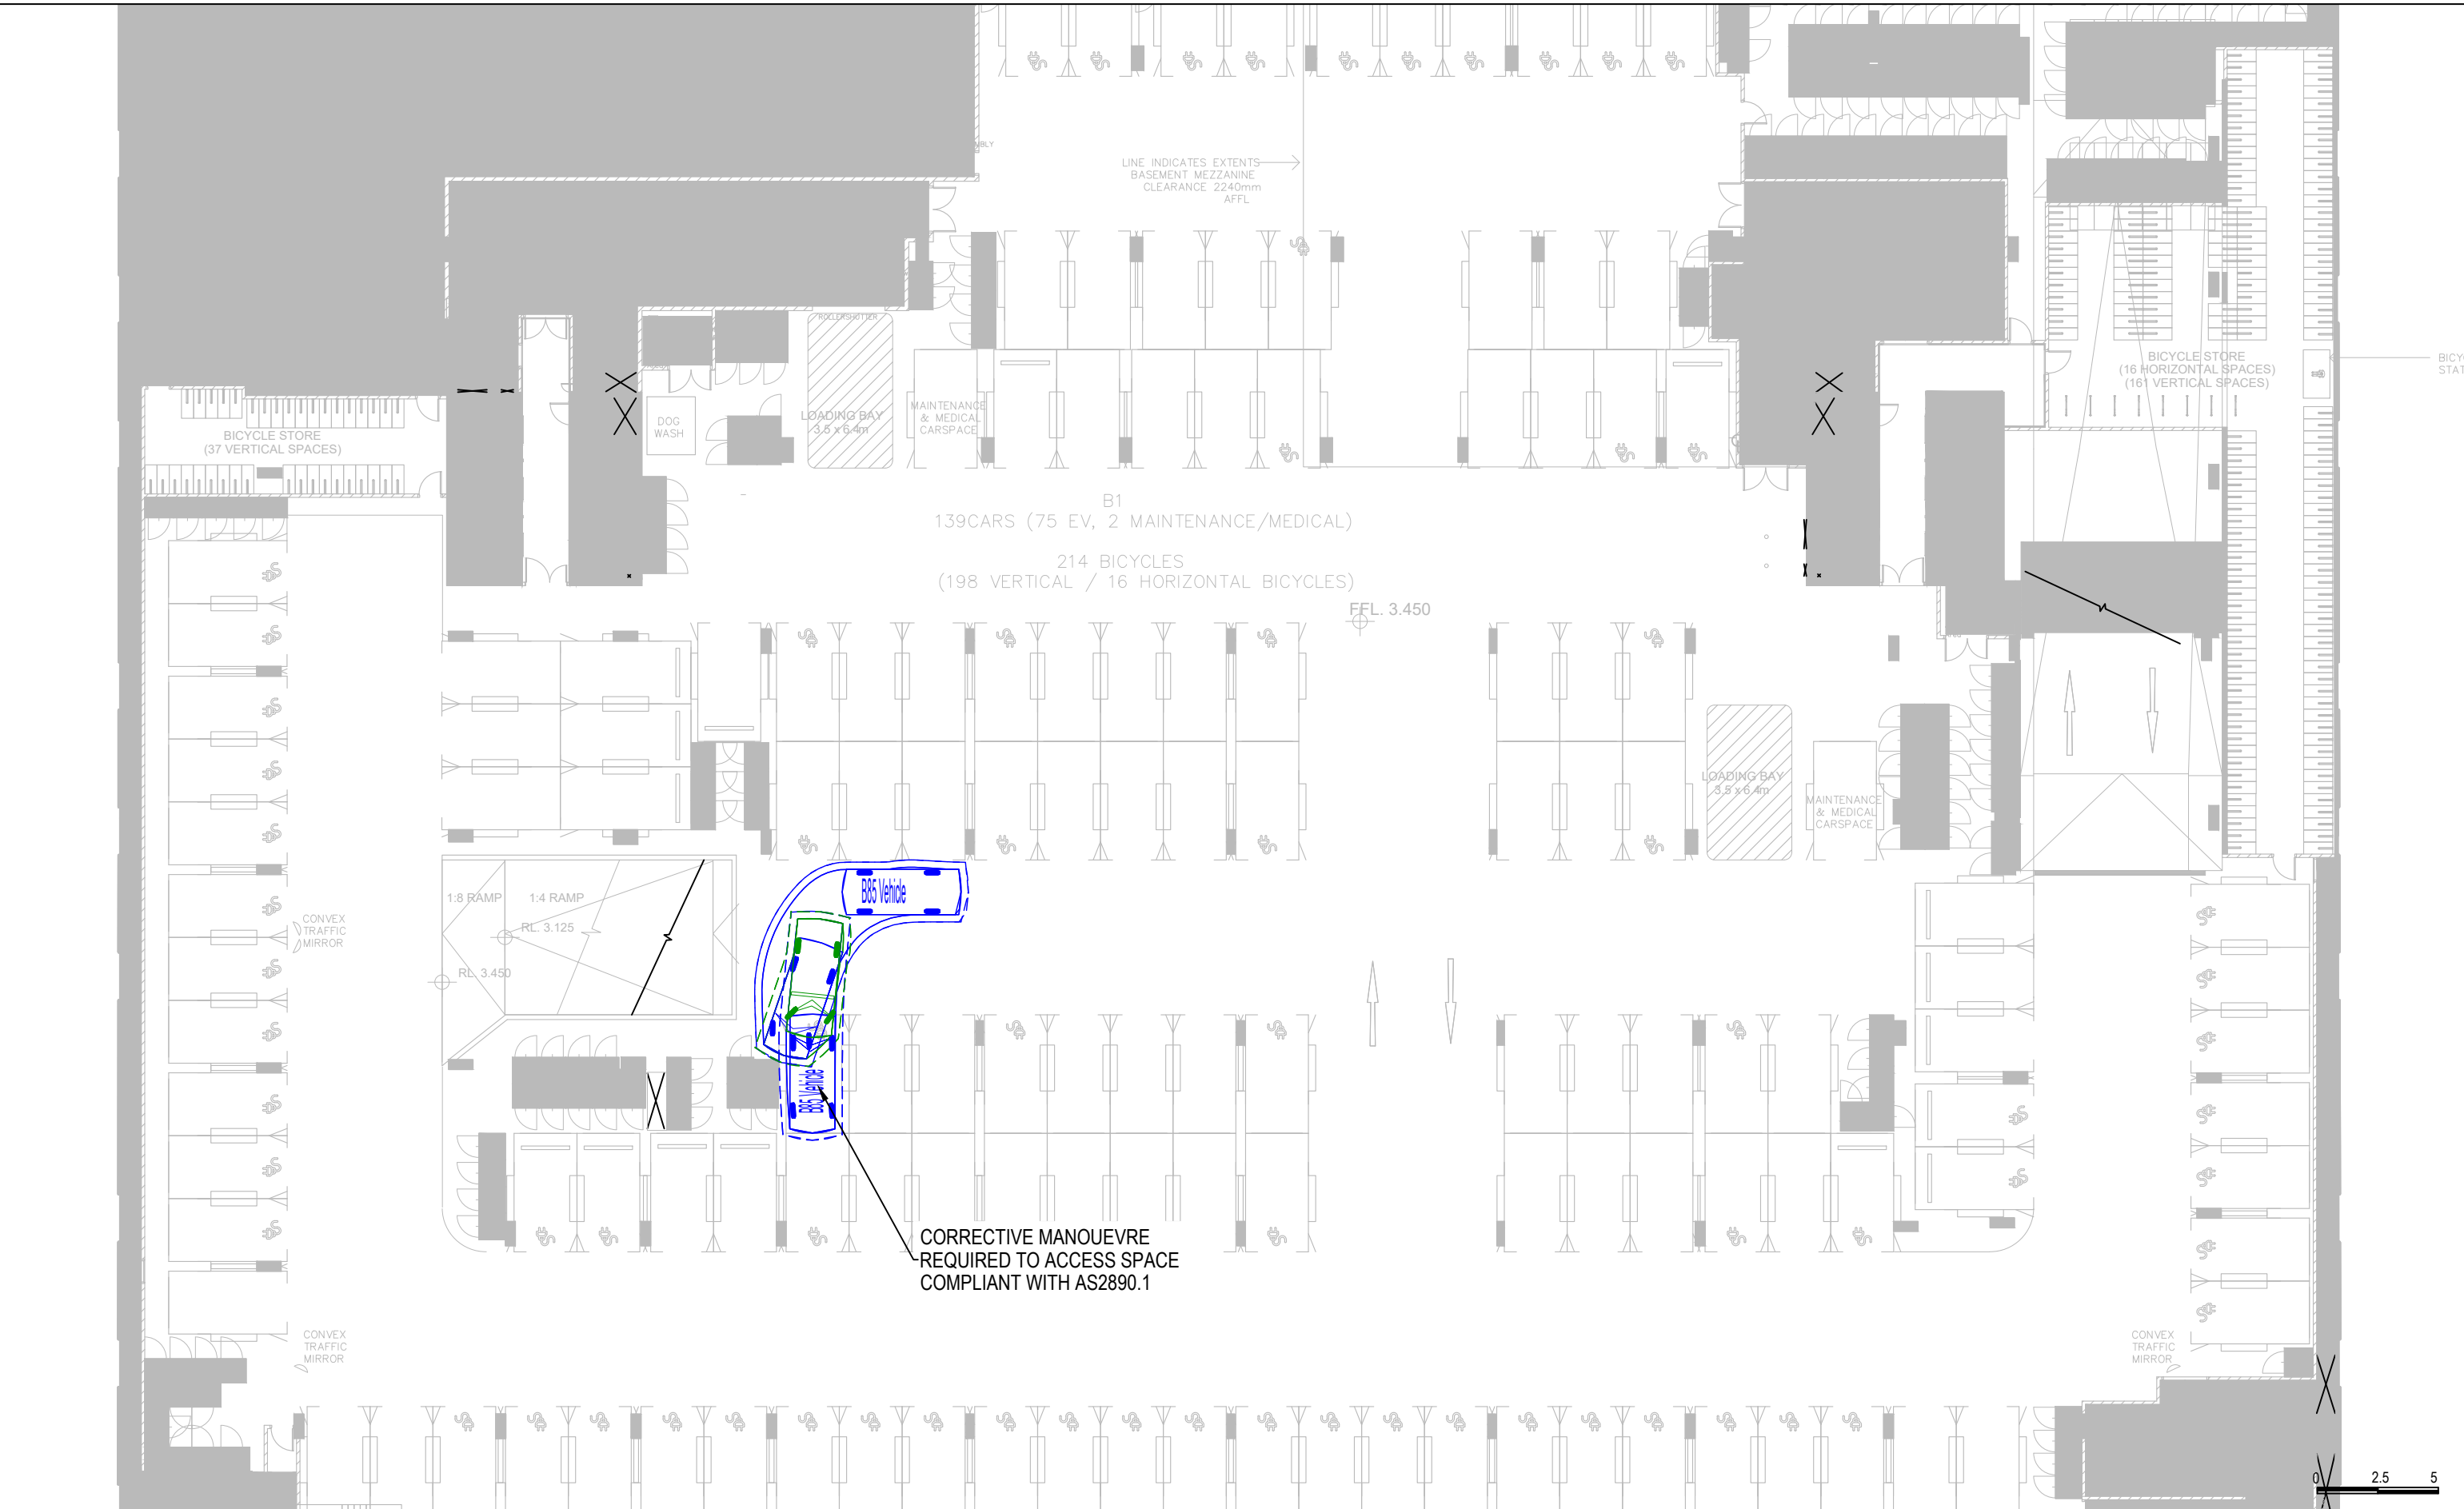 LINE INDICATES EXTENTS
BASEMENT MEZZANINE
CLEARANCE 2240mm
AFFL
ROLLERSHUTTER
BICYCLE STORE
(37 VERTICAL SPACES)
DOG
WASH
LOADING BAY
3.5 x 6.4m
MAINTENANCE
& MEDICAL
CARSPACE
BICYCLE STORE
(16 HORIZONTAL SPACES)
(161 VERTICAL SPACES)
B1
139CARS (75 EV, 2 MAINTENANCE/MEDICAL)
214 BICYCLES
(198 VERTICAL / 16 HORIZONTAL BICYCLES)
FFL. 3.450
LOADING BAY
3.5 x 6.4m
MAINTENANCE
& MEDICAL
CARSPACE
1:8 RAMP
1:4 RAMP
RL. 3.125
RL. 3.450
CONVEX
TRAFFIC
MIRROR
B85 Vehicle
B85 Vehicle
CORRECTIVE MANOUEVRE
REQUIRED TO ACCESS SPACE
COMPLIANT WITH AS2890.1
CONVEX
TRAFFIC
MIRROR
CONVEX
TRAFFIC
MIRROR
0 2.5 5